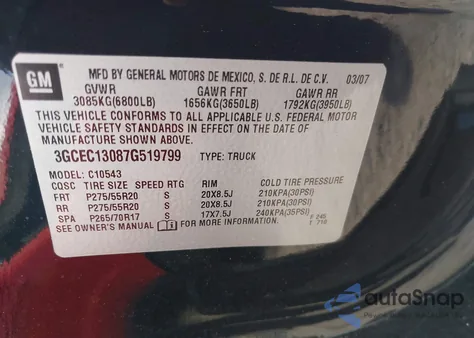 GM
MFD BY GENERAL MOTORS DE MEXICO, S. DE R.L. DE C.V. 03/07
GVWR GAWR FRT GAWR RR
3085KG(6800LB) 1656KG(3650LB) 1792KG(3950LB)
THIS VEHICLE CONFORMS TO ALL APPLICABLE U.S. FEDERAL MOTOR
VEHICLE SAFETY STANDARDS IN EFFECT ON THE DATE OF
MANUFACTURE SHOWN ABOVE.
3GCEC13087G519799 TYPE: TRUCK
MODEL: C10543
COSC TIRE SIZE SPEED RTG RIM COLD TIRE PRESSURE
FRT P275/55R20 S 20X8.5J 210KPA(30PSI)
RR P275/55R20 S 20X8.5J 210KPA(30PSI)
SPA P265/70R17 S 17X7.5J 240KPA(35PSI)
SEE OWNER'S MANUAL FOR MORE INFORMATION.
autoSnap